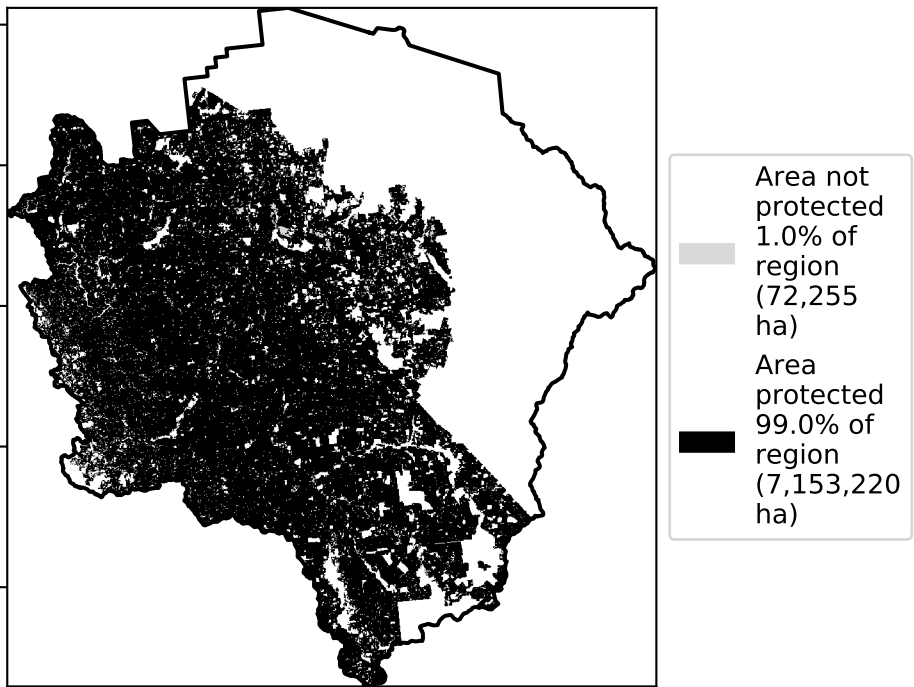 Area not
protected
1.0% of
region
(72,255
ha)
Area
protected
99.0% of
region
(7,153,220
ha)